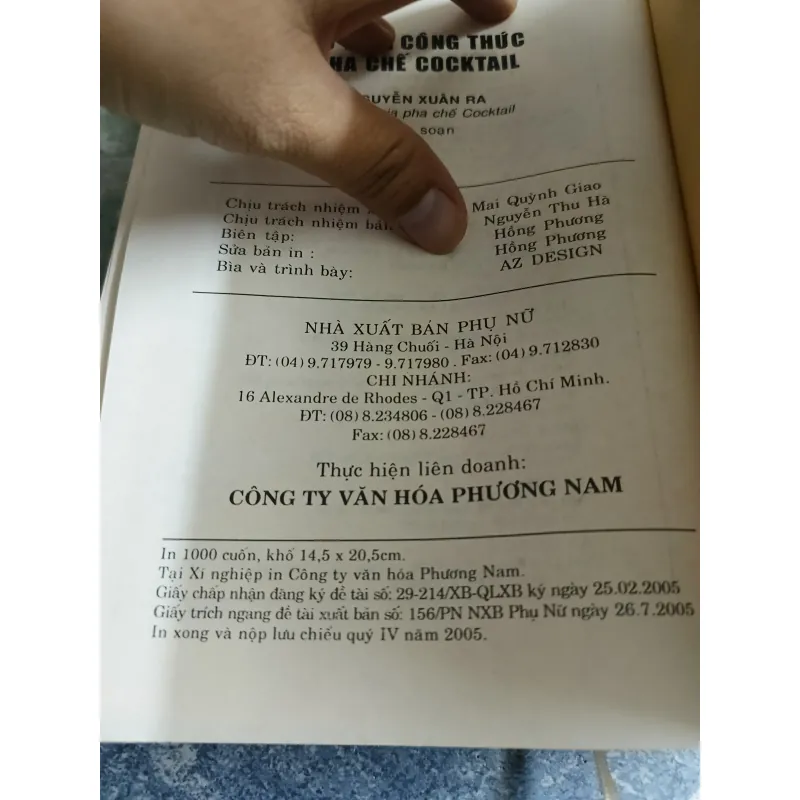 CÔNG THỨC
CHẾ COCKTAIL
XUÂN RA
pha chế Cocktail
soạn
Chịu trách nhiệm Mai Quỳnh Giao
Chịu trách nhiệm bản Nguyễn Thu Hà
Biên tập: Hồng Phương
Sửa bản in : Hồng Phương
Bìa và trình bày: AZ DESIGN
NHÀ XUẤT BẢN PHỤ NỮ
39 Hàng Chuối - Hà Nội
ĐT: (04) 9.717979 - 9.717980 . Fax: (04) 9.712830
CHI NHÁNH:
16 Alexandre de Rhodes - Q1 - TP. Hồ Chí Minh.
ĐT: (08) 8.234806 - (08) 8.228467
Fax: (08) 8.228467
Thực hiện liên doanh:
CÔNG TY VĂN HÓA PHƯƠNG NAM
In 1000 cuốn, khổ 14,5 x 20,5cm.
Tại Xí nghiệp in Công ty văn hóa Phương Nam.
Giấy chấp nhận đăng ký đề tài số: 29-214/XB-QLXB ký ngày 25.02.2005
Giấy trích ngang đề tài xuất bản số: 156/PN NXB Phụ Nữ ngày 26.7.2005
In xong và nộp lưu chiểu quý IV năm 2005.